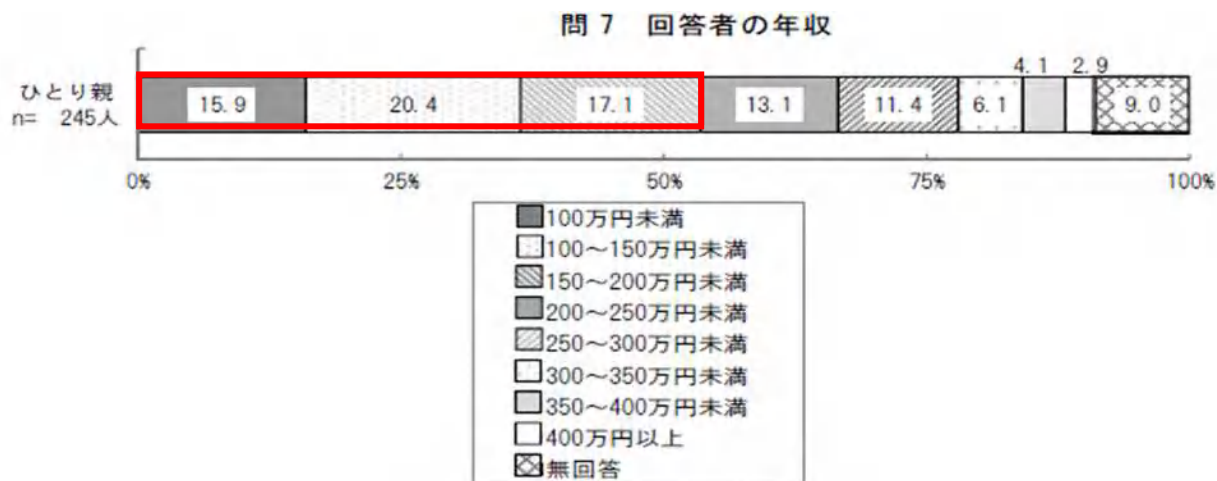 問7 回答者の年収
4.1 2.9
ひとり親
n= 245人
15.9 20.4 17.1 13.1 11.4 6.1 9.0
0% 25% 50% 75% 100%
100万円未満
100～150万円未満
150～200万円未満
200～250万円未満
250～300万円未満
300～350万円未満
350～400万円未満
400万円以上
無回答